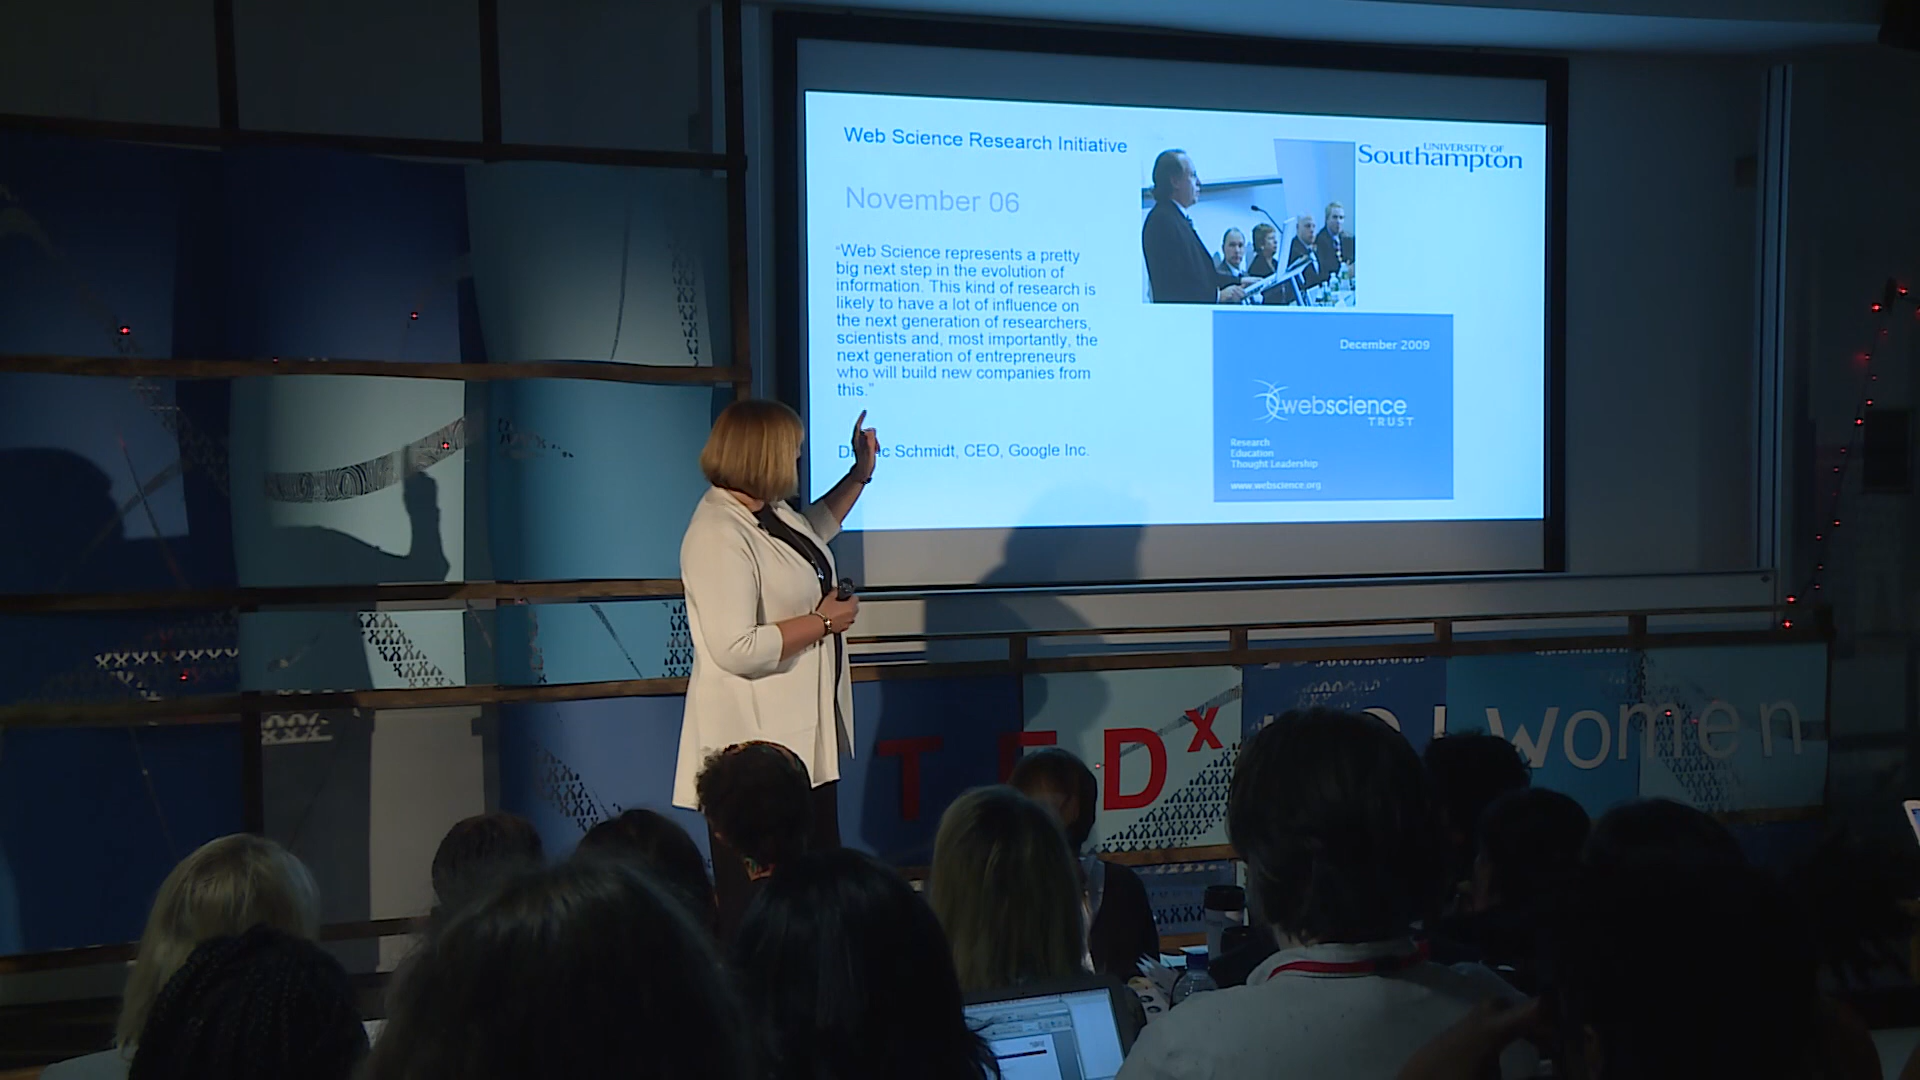 Web Science Research Initiative
November 06
"Web Science represents a pretty
big next step in the evolution of
information. This kind of research is
likely to have a lot of influence on
the next generation of researchers,
scientists and, most importantly, the
next generation of entrepreneurs
who will build new companies from
this."
Schmidt, CEO, Google Inc.
UNIVERSITY OF
Southampton
December 2009
webscience
TRUST
Research
Education
Thought Leadership
www.webscience.org
TEDx
Women